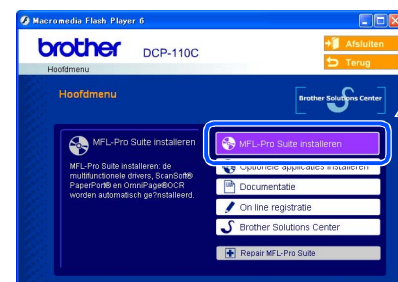 Macromedia Flash Player 6
brother DCP-110C
Afsluiten
Terug
Hoofdmenu
Hoofdmenu
Brother Solutions Center
MFL-Pro Suite installeren
MFL-Pro Suite installeren: de
multifunctionele drivers, ScanSoft®
PaperPort® en OmniPage®OCR
worden automatisch ge?nstalleerd.
MFL-Pro Suite installeren
Optionele applicaties installeren
Documentatie
On line registratie
Brother Solutions Center
Repair MFL-Pro Suite